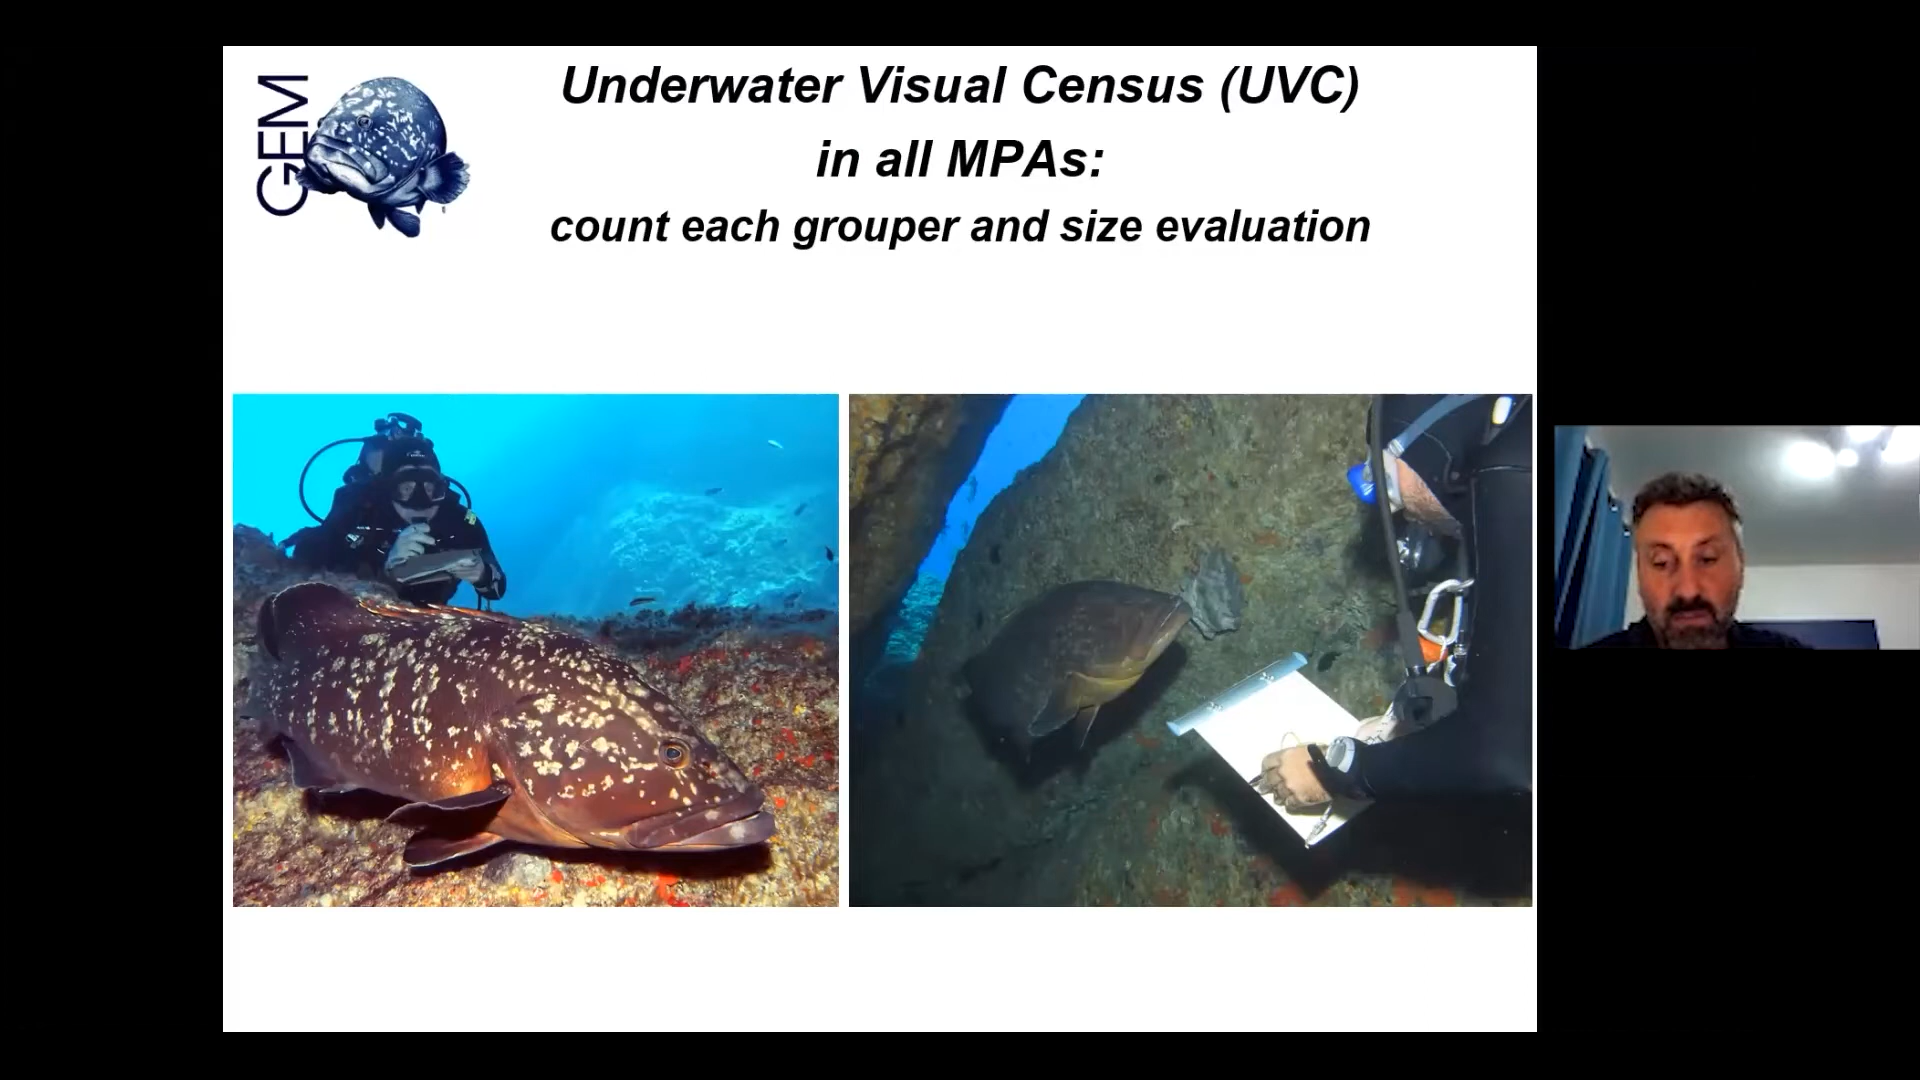 GEM
Underwater Visual Census (UVC)
in all MPAs:
count each grouper and size evaluation